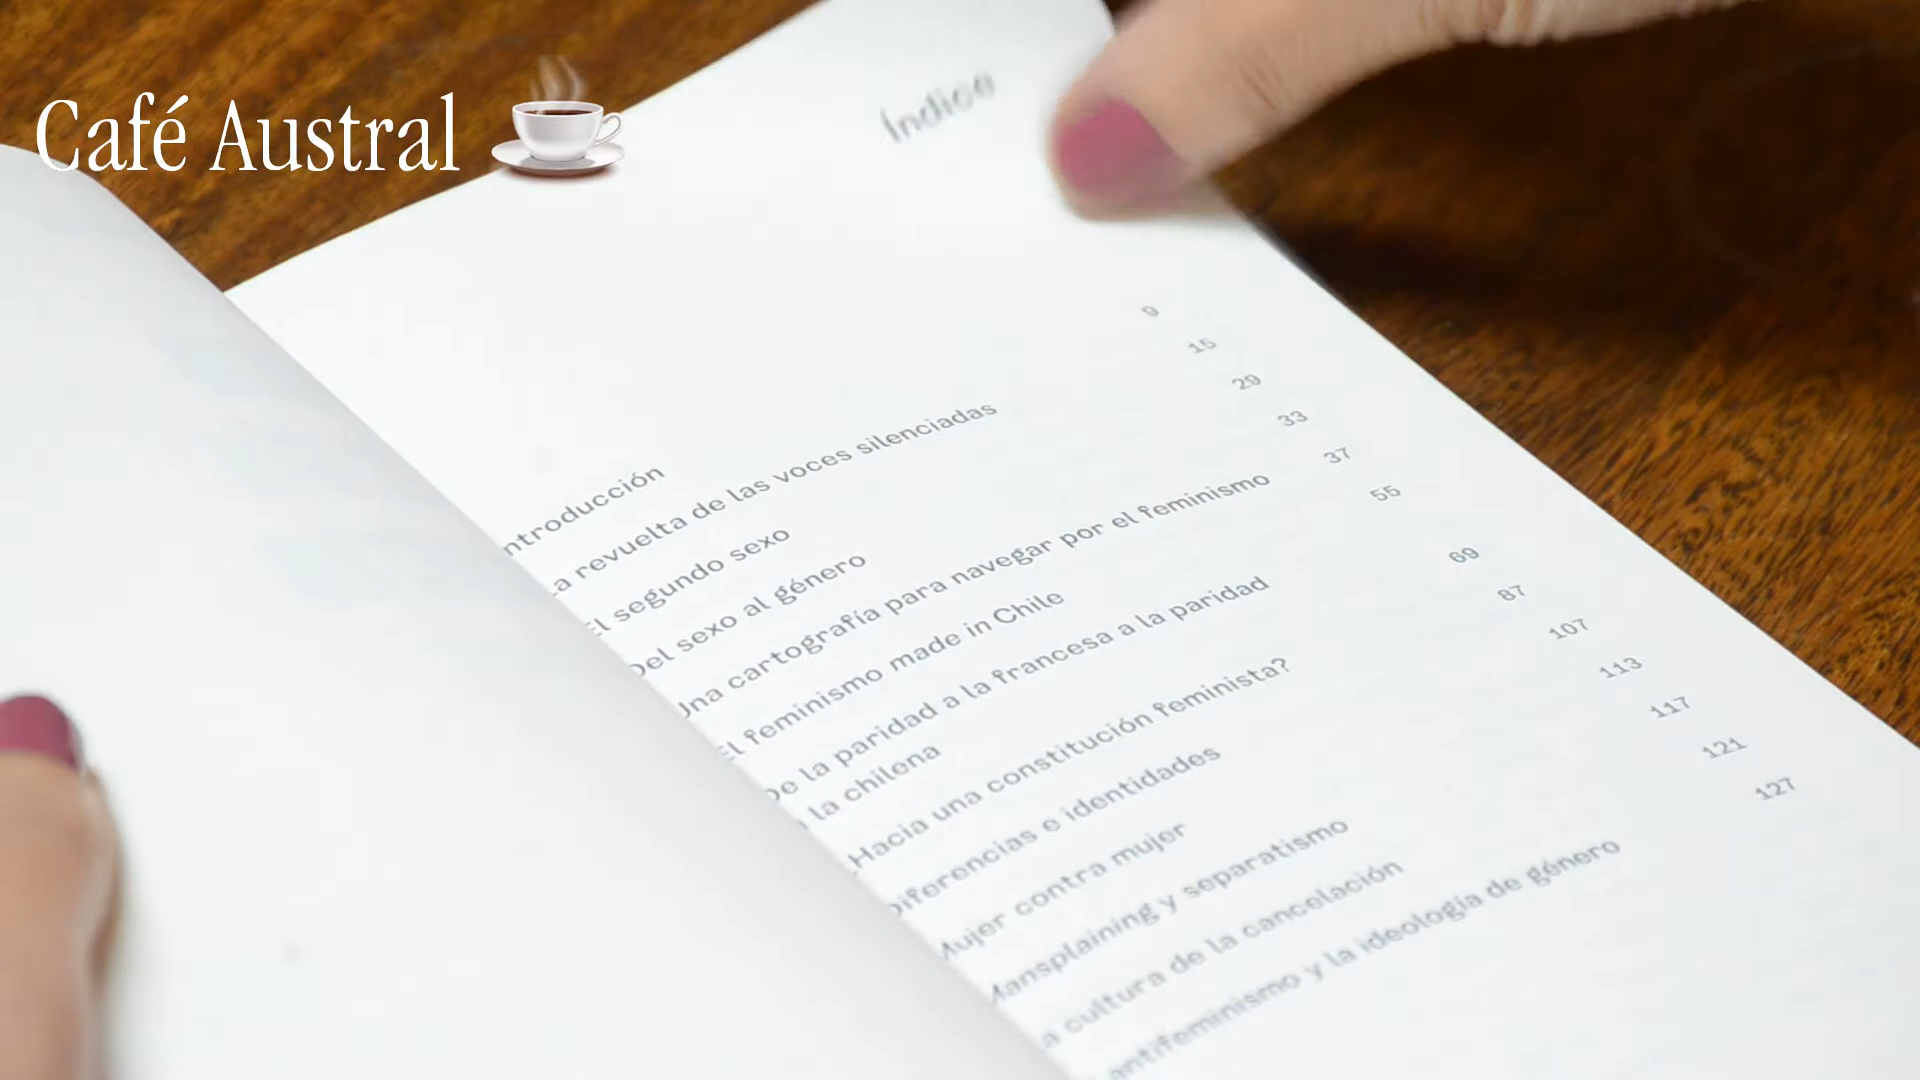 Café Austral
Índice
ntroducción 9
La revuelta de las voces silenciadas 15
El segundo sexo 29
Del sexo al género 33
Una cartografía para navegar por el feminismo 37
El feminismo made in Chile 55
De la paridad a la francesa a la paridad
la chilena 69
Hacia una constitución feminista? 87
Diferencias e identidades 107
Mujer contra mujer 113
Mansplaining y separatismo 117
a cultura de la cancelación 121
antifeminismo y la ideología de género 127